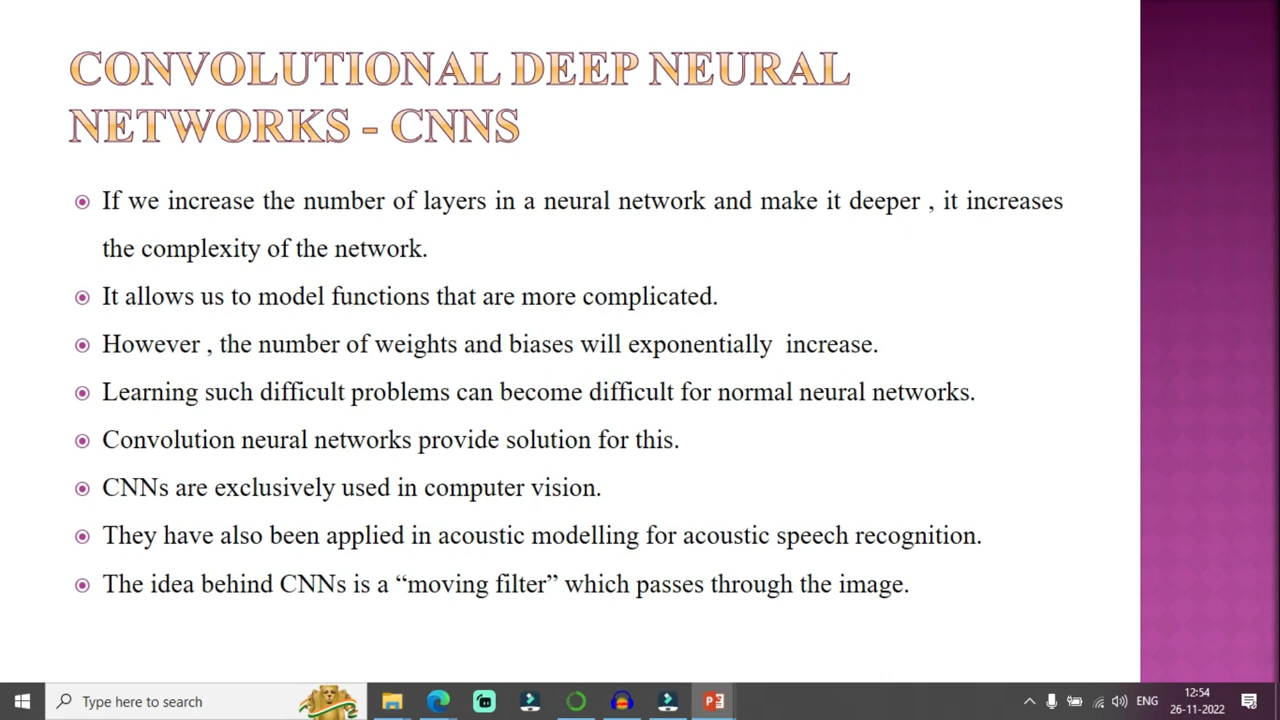 CONVOLUTIONAL DEEP NEURAL
NETWORKS - CNNS
If we increase the number of layers in a neural network and make it deeper , it increases
the complexity of the network.
It allows us to model functions that are more complicated.
However , the number of weights and biases will exponentially increase.
Learning such difficult problems can become difficult for normal neural networks.
Convolution neural networks provide solution for this.
CNNs are exclusively used in computer vision.
They have also been applied in acoustic modelling for acoustic speech recognition.
The idea behind CNNs is a “moving filter” which passes through the image.
Type here to search
ENG
12:54
26-11-2022